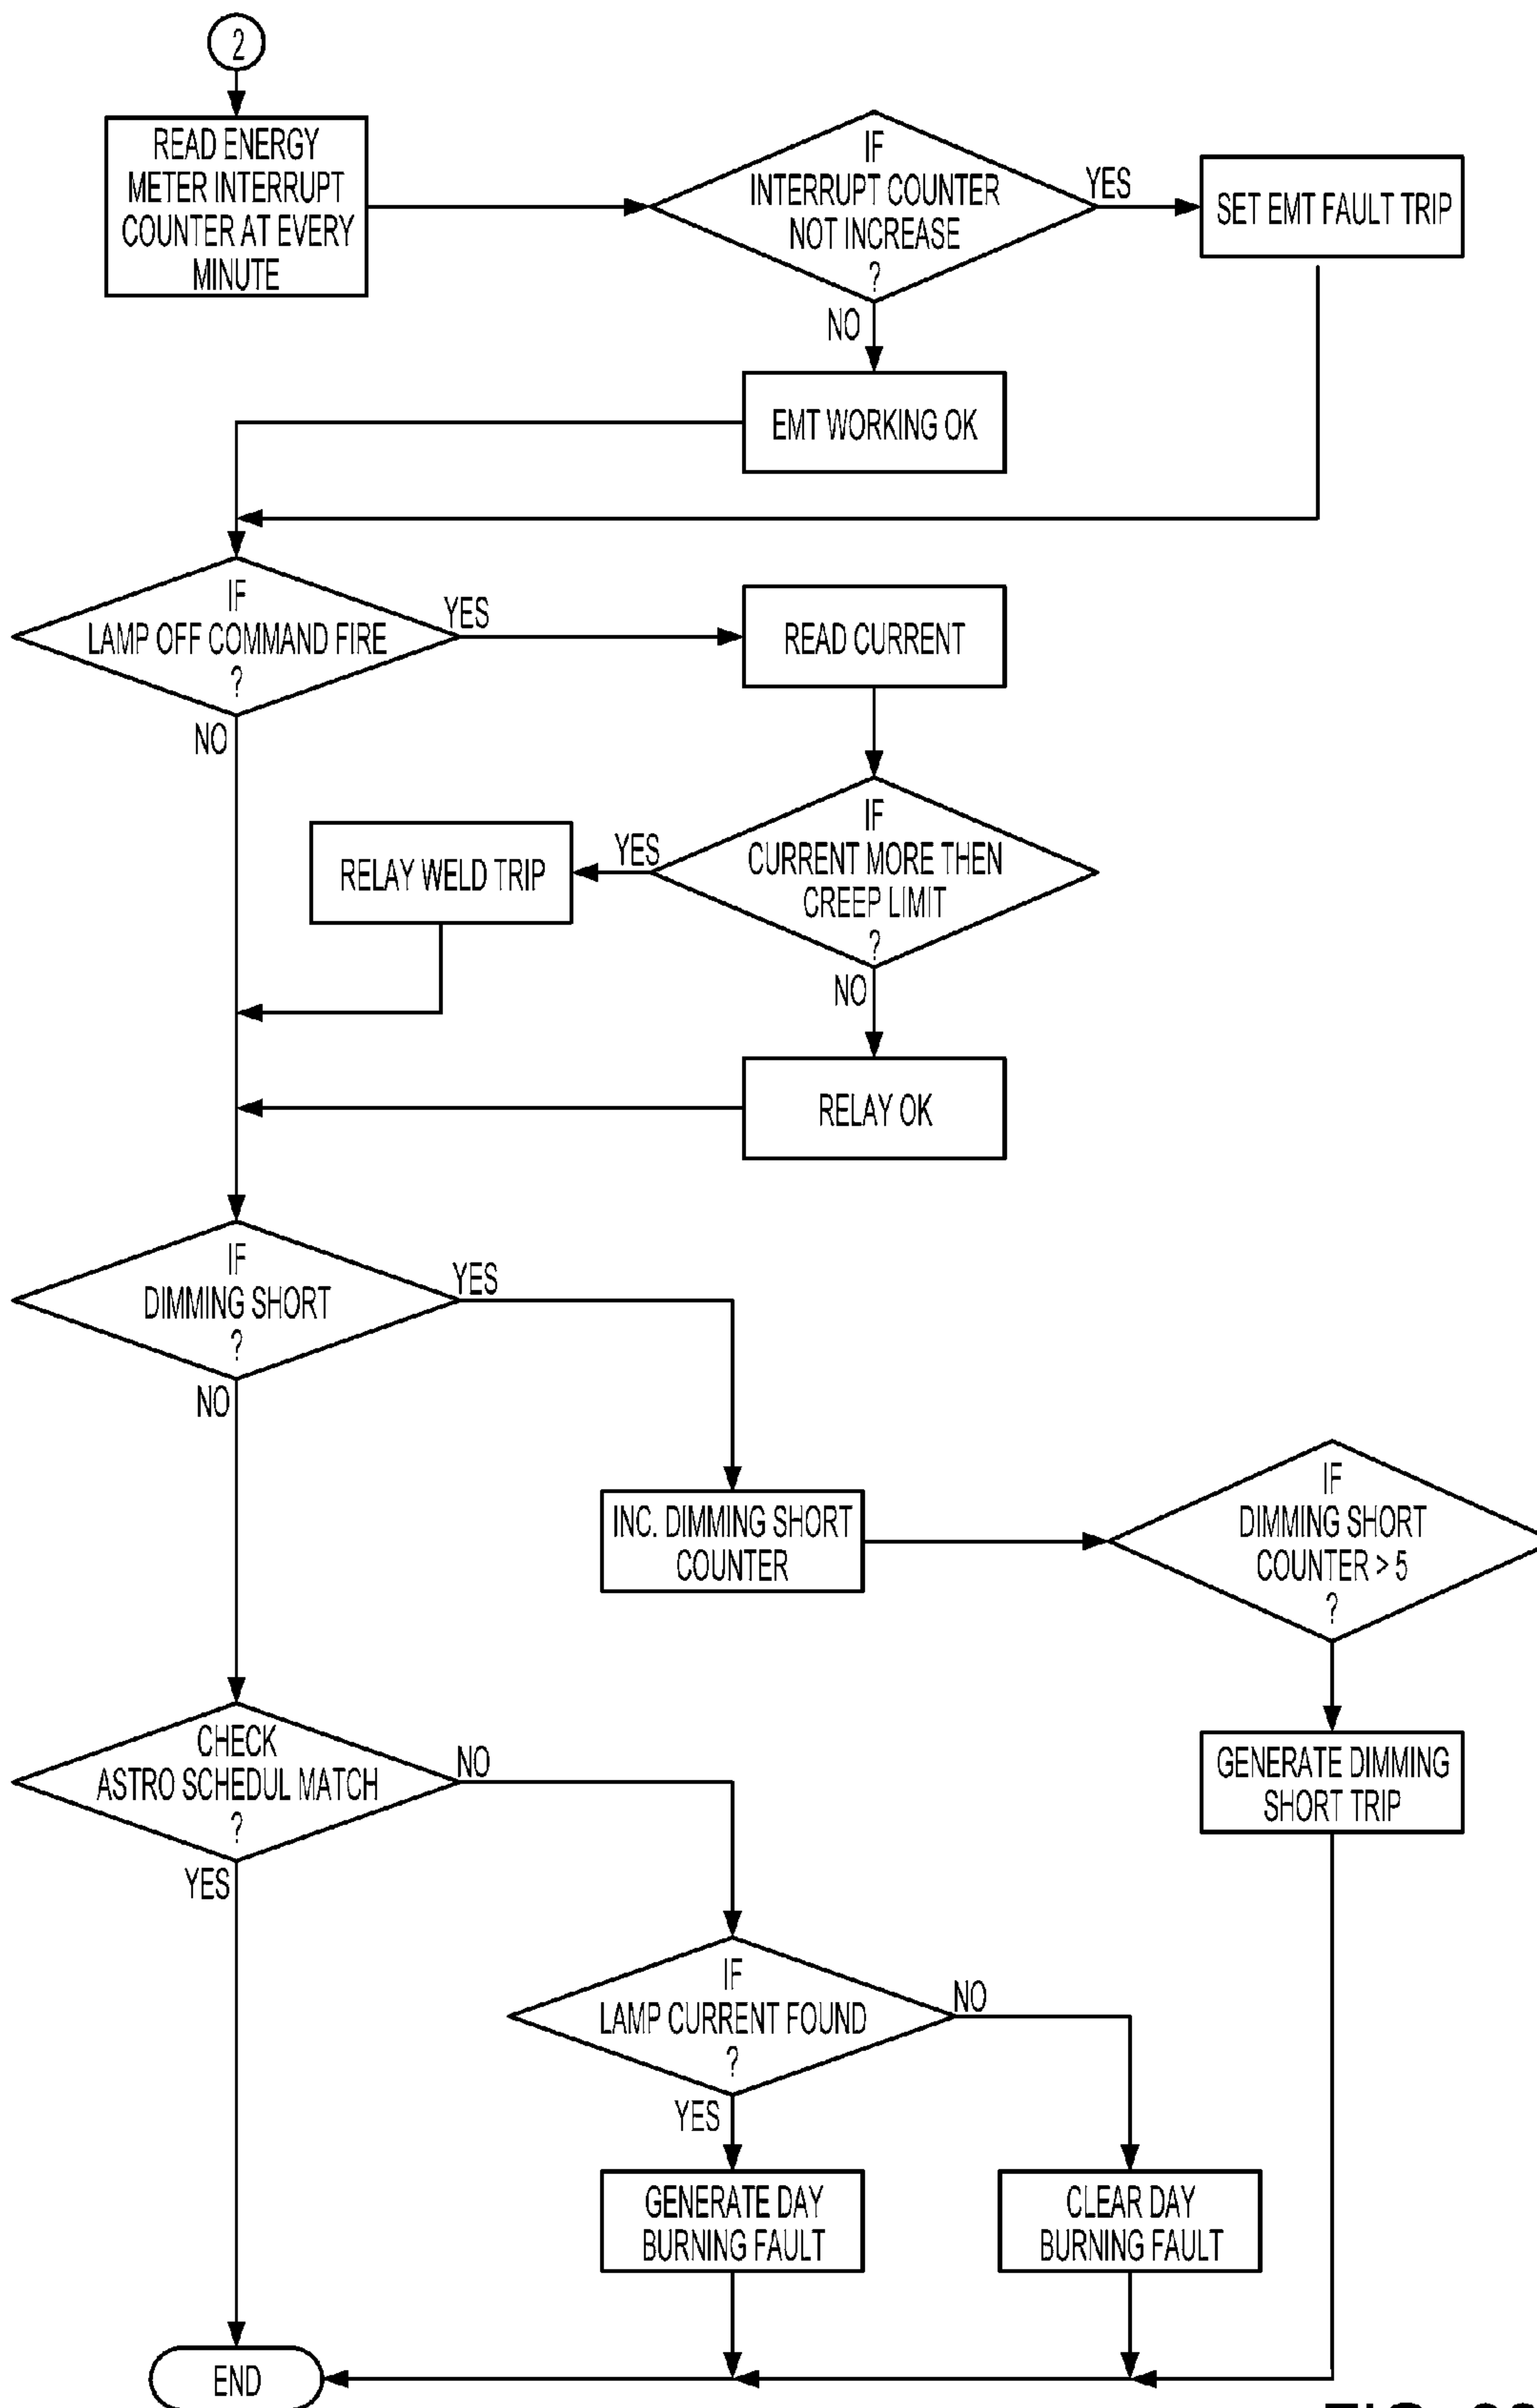 2
READ ENERGY
METER INTERRUPT
COUNTER AT EVERY
MINUTE
IF
INTERRUPT COUNTER
NOT INCREASE
?
YES
SET EMT FAULT TRIP
NO
EMT WORKING OK
IF
LAMP OFF COMMAND FIRE
?
YES
READ CURRENT
NO
IF
CURRENT MORE THEN
CREEP LIMIT
?
YES
RELAY WELD TRIP
NO
RELAY OK
IF
DIMMING SHORT
?
YES
NO
INC. DIMMING SHORT
COUNTER
IF
DIMMING SHORT
COUNTER > 5
?
GENERATE DIMMING
SHORT TRIP
CHECK
ASTRO SCHEDUL MATCH
?
NO
YES
IF
LAMP CURRENT FOUND
?
NO
YES
GENERATE DAY
BURNING FAULT
CLEAR DAY
BURNING FAULT
END